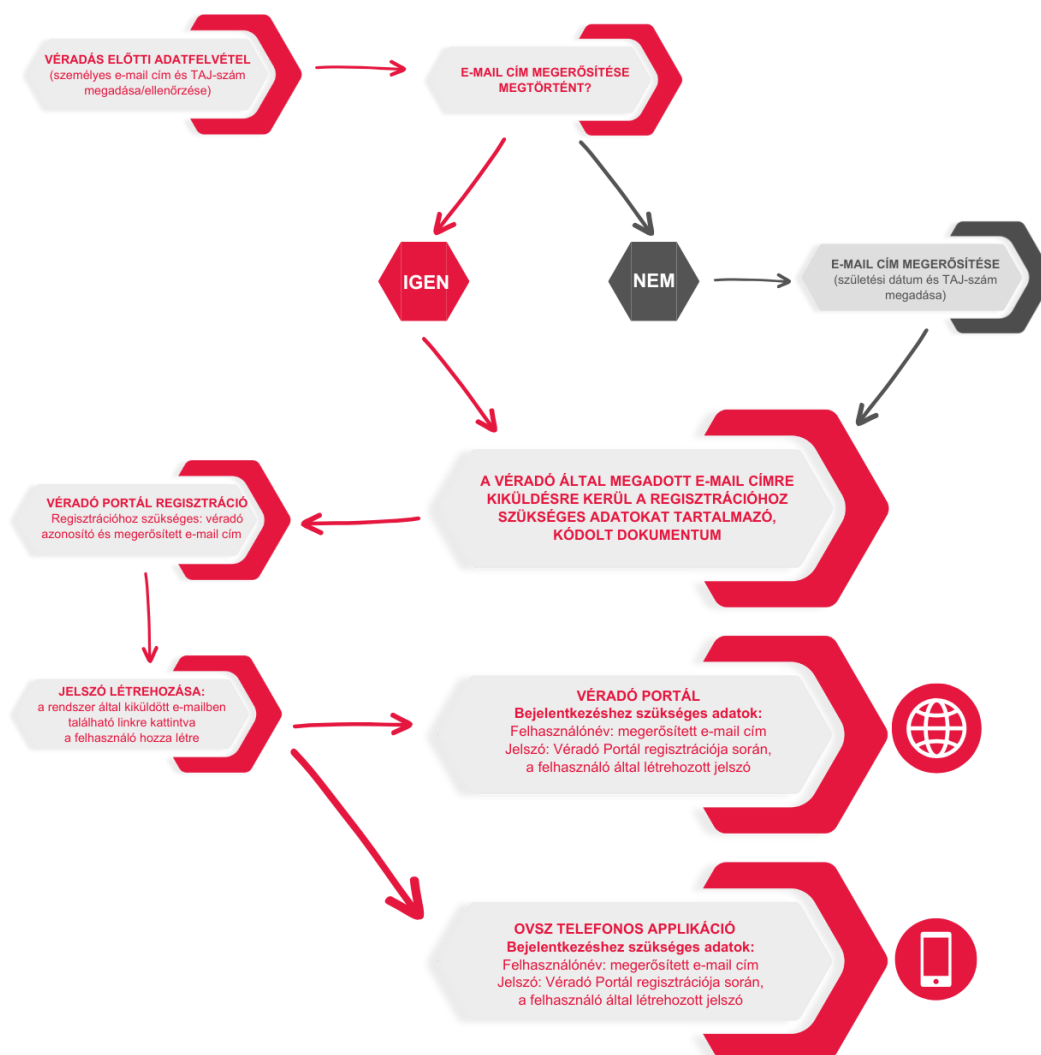 VÉRADÁS ELŐTTI ADATFELVÉTEL
(személyes e-mail cím és TAJ-szám
megadása/ellenőrzése)
E-MAIL CÍM MEGERŐSÍTÉSE
MEGTÖRTÉNT?
IGEN
NEM
E-MAIL CÍM MEGERŐSÍTÉSE
(születési dátum és TAJ-szám
megadása)
A VÉRADÓ ÁLTAL MEGADOTT E-MAIL CÍMRE
KIKÜLDÉSRE KERÜL A REGISZTRÁCIÓHOZ
SZÜKSÉGES ADATOKAT TARTALMAZÓ,
KÓDOLT DOKUMENTUM
VÉRADÓ PORTÁL REGISZTRÁCIÓ
Regisztrációhoz szükséges: véradó
azonosító és megerősített e-mail cím
JELSZÓ LÉTREHOZÁSA:
a rendszer által kiküldött e-mailben
található linkre kattintva
a felhasználó hozza létre
VÉRADÓ PORTÁL
Bejelentkezéshez szükséges adatok:
Felhasználónév: megerősített e-mail cím
Jelszó: Véradó Portál regisztrációja során,
a felhasználó által létrehozott jelszó
OVSZ TELEFONOS APPLIKÁCIÓ
Bejelentkezéshez szükséges adatok:
Felhasználónév: megerősített e-mail cím
Jelszó: Véradó Portál regisztrációja során,
a felhasználó által létrehozott jelszó